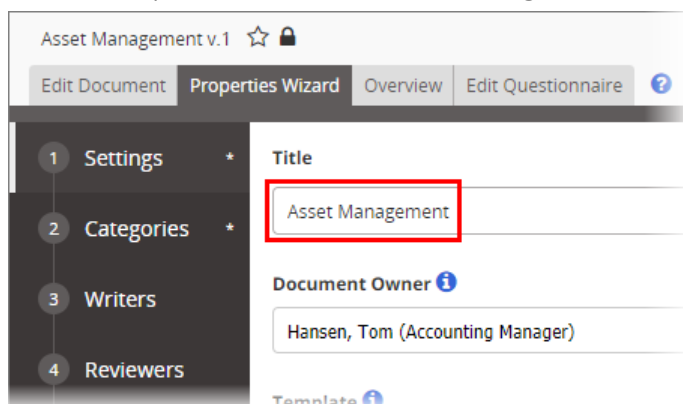 Asset Management v.1
Edit Document Properties Wizard Overview Edit Questionnaire ?
1 Settings *
2 Categories *
3 Writers
4 Reviewers
Title
Asset Management
Document Owner i
Hansen, Tom (Accounting Manager)
Template i